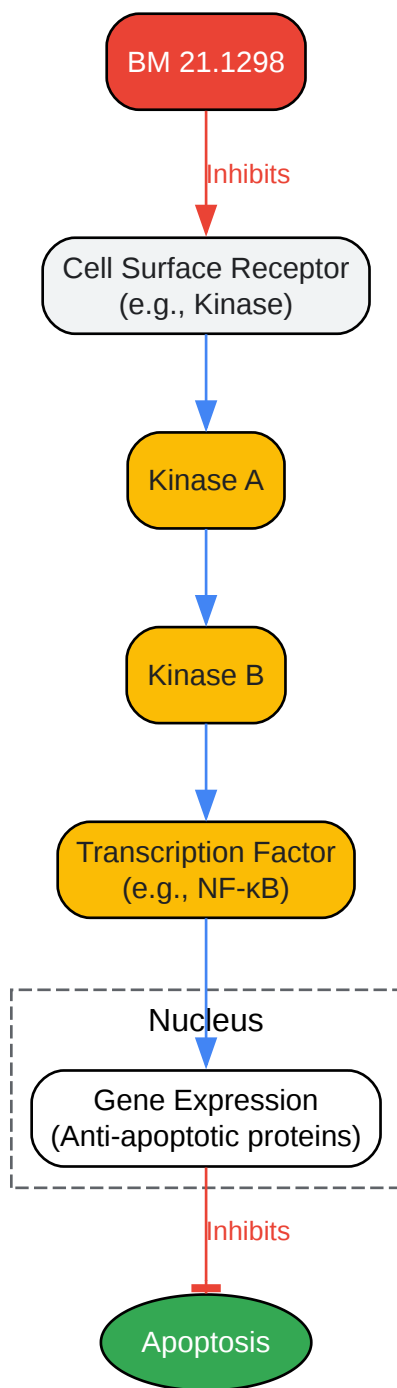 BM 21.1298
Inhibits
Cell Surface Receptor
(e.g., Kinase)
Kinase A
Kinase B
Transcription Factor
(e.g., NF-κB)
Nucleus
Gene Expression
(Anti-apoptotic proteins)
Inhibits
Apoptosis